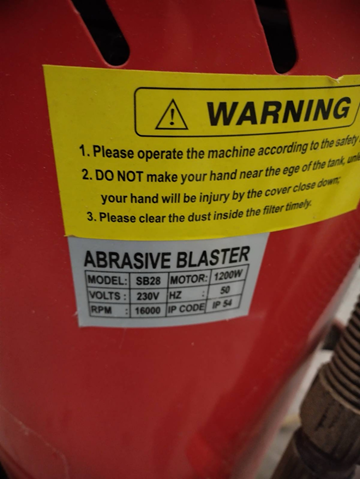 WARNING
1. Please operate the machine according to the safety
2. DO NOT make your hand near the ege of the tank,
your hand will be injury by the cover close down;
3. Please clear the dust inside the filter timely.
ABRASIVE BLASTER
MODEL: SB28 MOTOR: 1200W
VOLTS : 230V HZ : 50
RPM : 16000 IP CODE IP 54